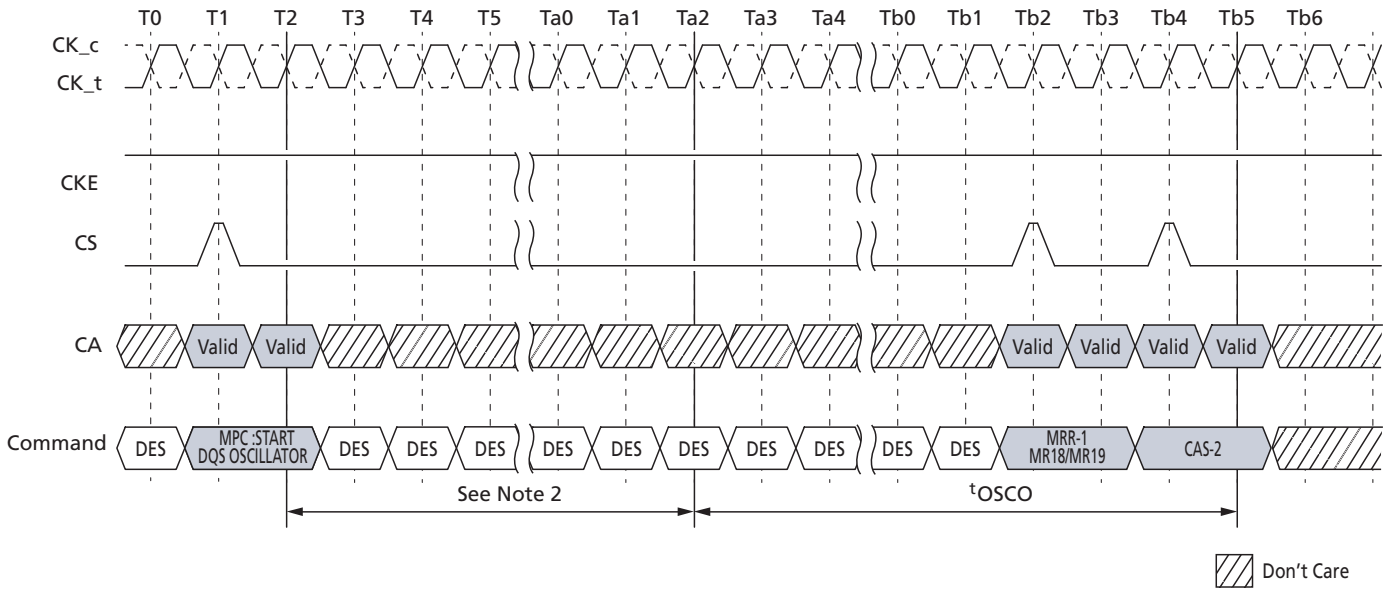 T0 T1 T2 T3 T4 T5 Ta0 Ta1 Ta2 Ta3 Ta4 Tb0 Tb1 Tb2 Tb3 Tb4 Tb5 Tb6
CK_c
CK_t
CKE
CS
CA Valid Valid Valid Valid Valid Valid
Command DES MPC :START DES DES DES DES DES DES DES DES DES DES MRR-1 CAS-2
DQS OSCILLATOR MR18/MR19
See Note 2 tOSCO
Don't Care